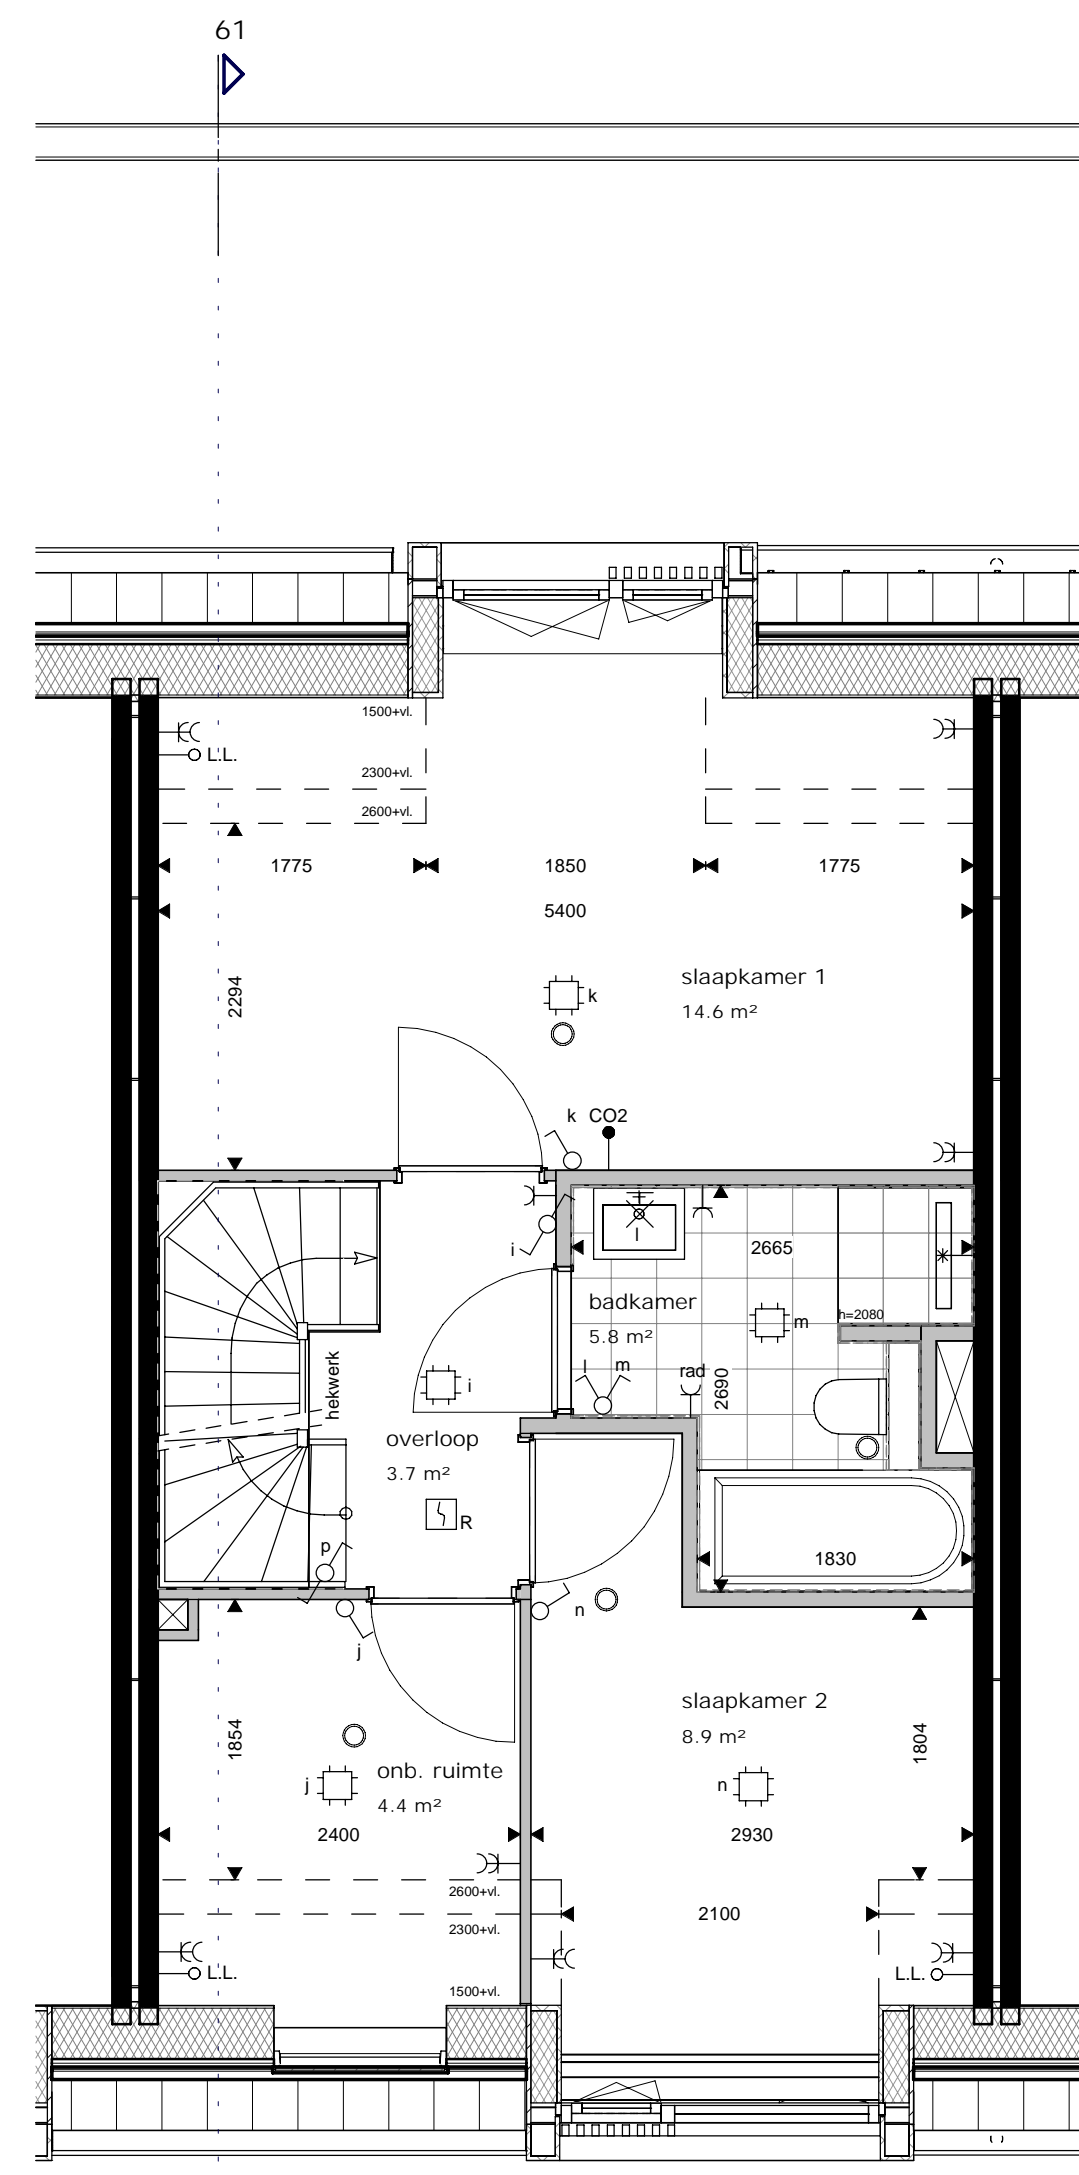 61
1500+vl.
L.L.
2300+vl.
2600+vl.
1775
1850
1775
5400
slaapkamer 1
14.6 m²
k
2294
k CO2
i
l
2665
badkamer
5.8 m²
m
h=2080
l
m
rad
2690
hekwerk
i
overloop
3.7 m²
R
p
1830
n
j
slaapkamer 2
8.9 m²
1854
1804
onb. ruimte
4.4 m²
j
n
2400
2930
2600+vl.
2100
2300+vl.
L.L.
L.L.
1500+vl.